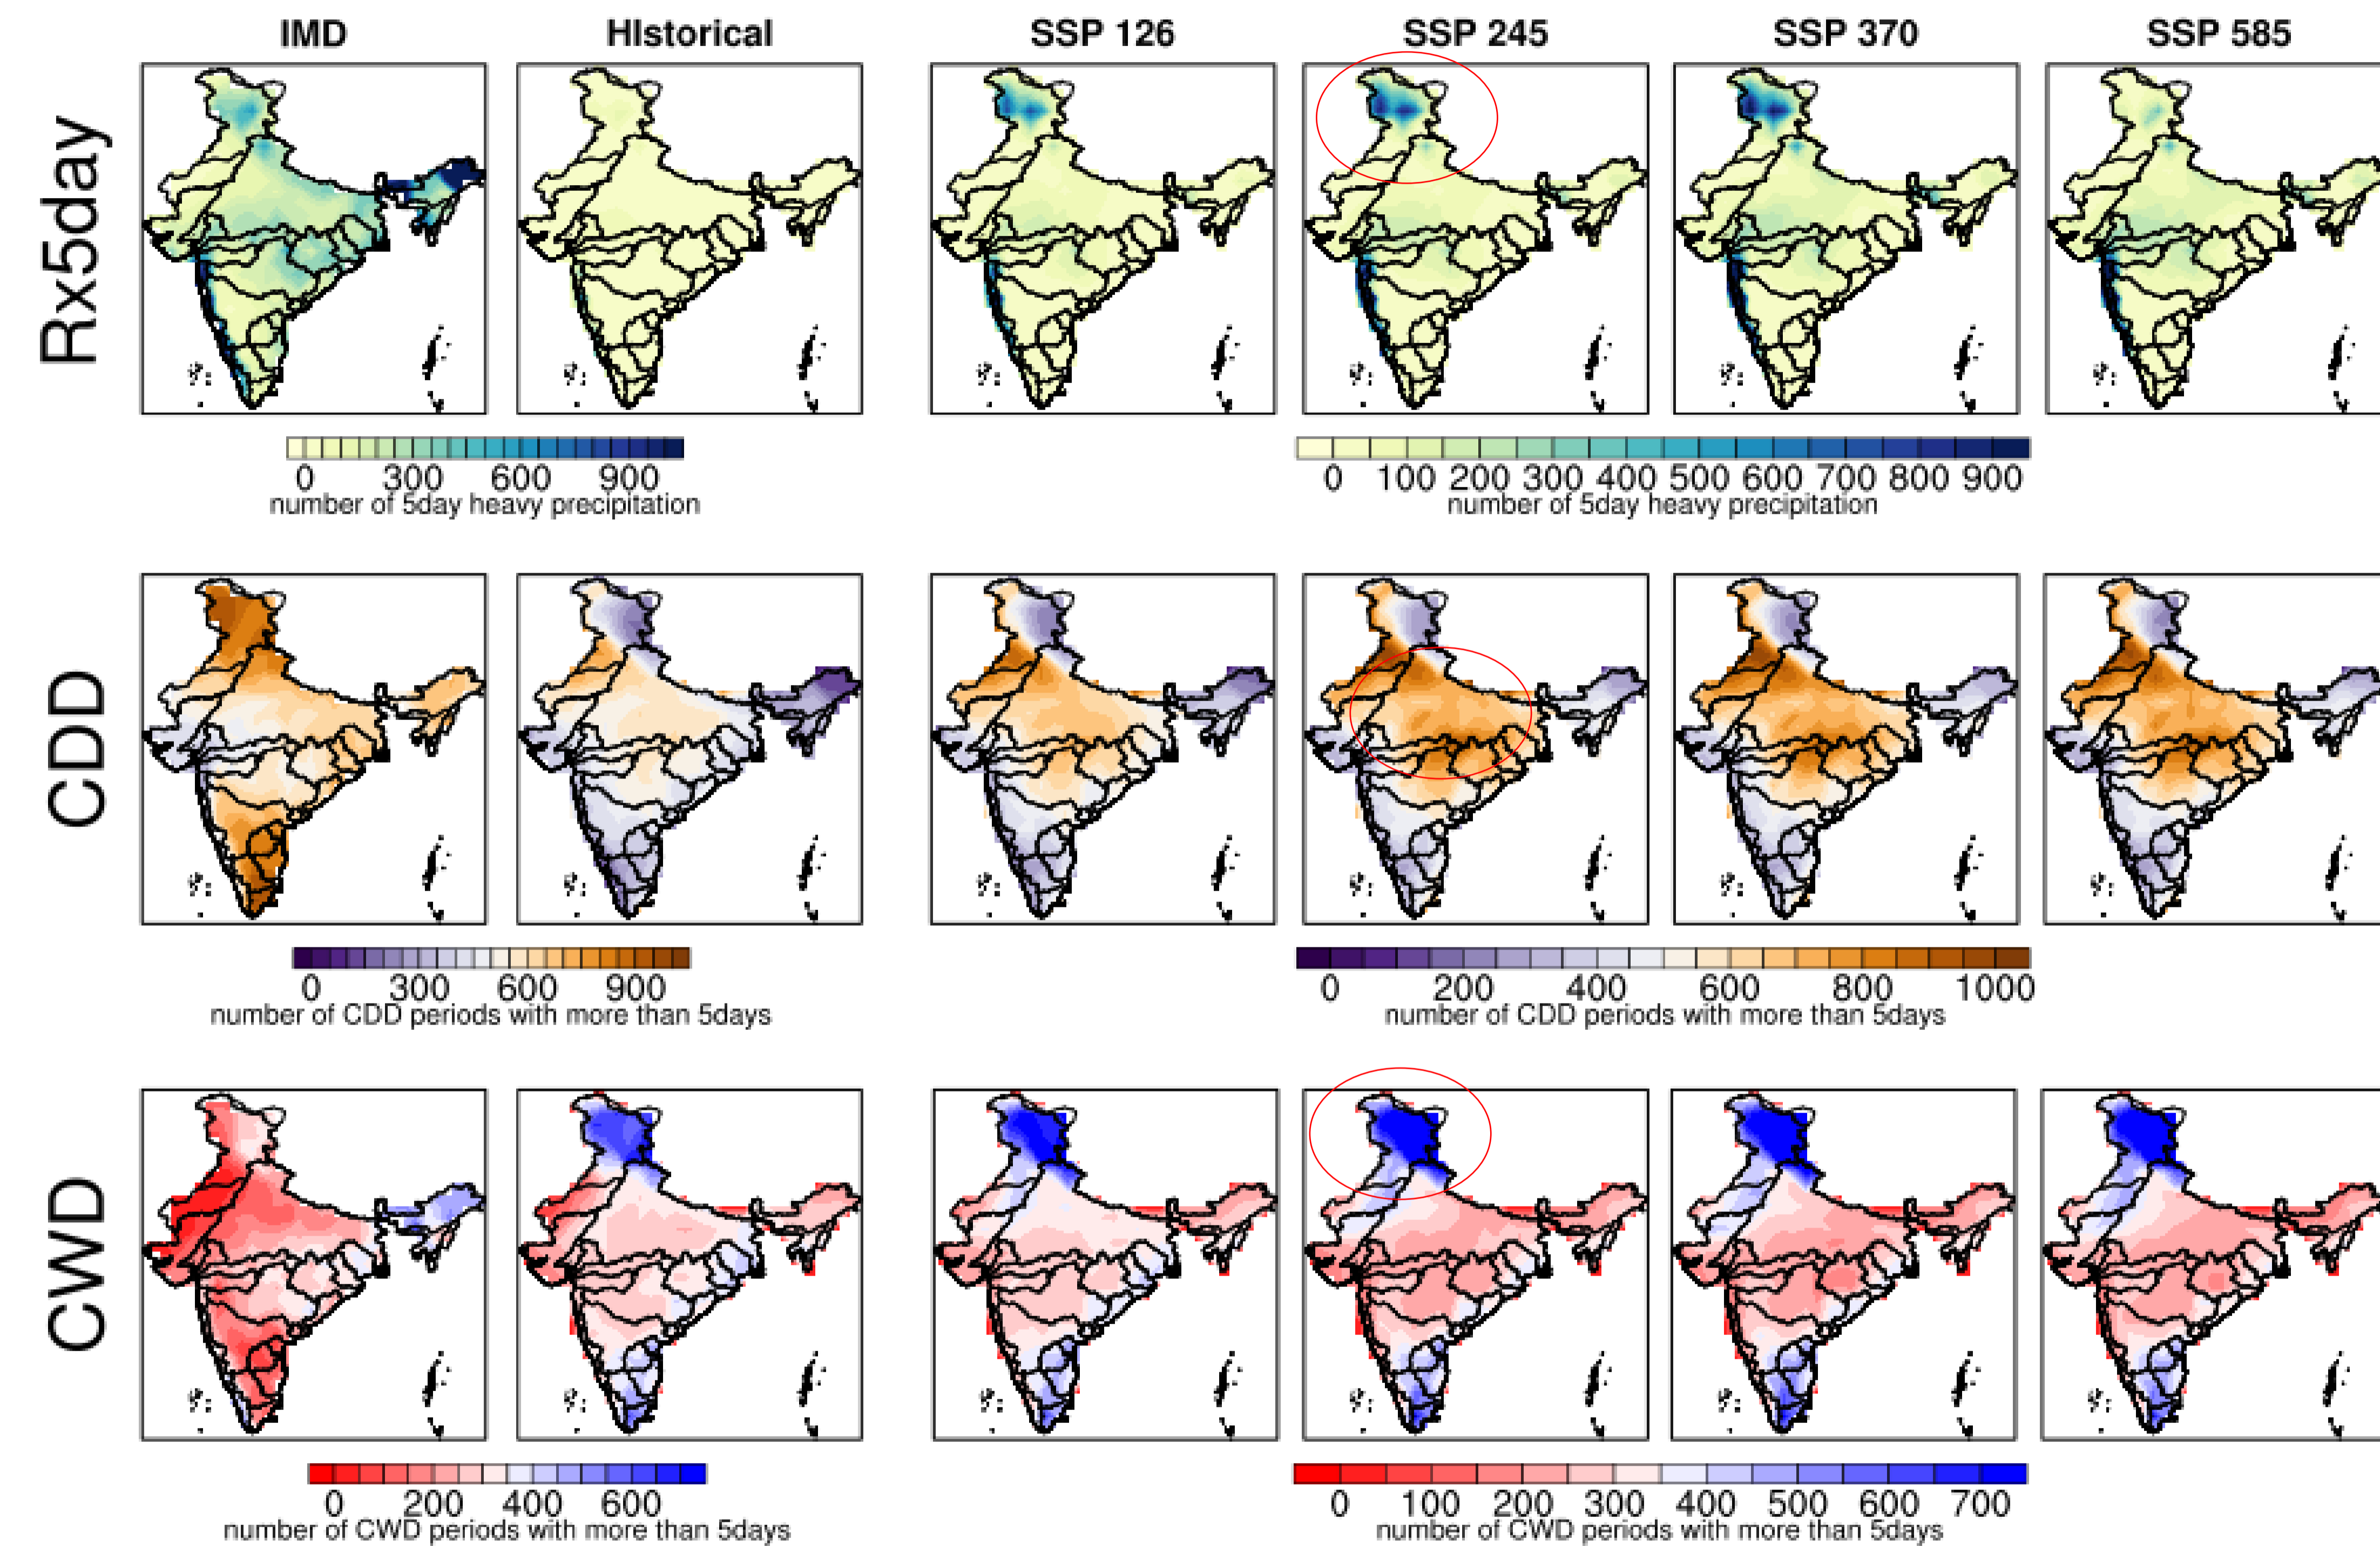 IMD HIstorical SSP 126 SSP 245 SSP 370 SSP 585
Rx5day
0 300 600 900
number of 5day heavy precipitation
0 100 200 300 400 500 600 700 800 900
number of 5day heavy precipitation
CDD
0 300 600 900
number of CDD periods with more than 5days
0 200 400 600 800 1000
number of CDD periods with more than 5days
CWD
0 200 400 600
number of CWD periods with more than 5days
0 100 200 300 400 500 600 700
number of CWD periods with more than 5days